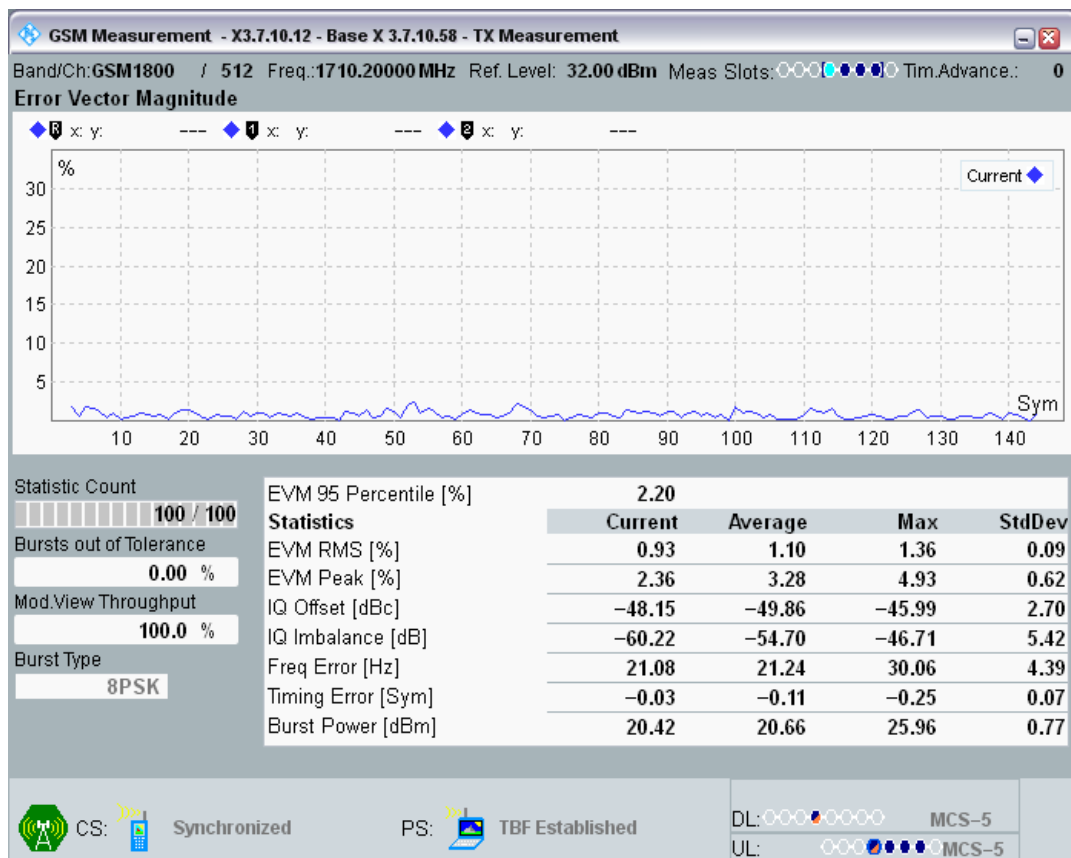 GSM Measurement - X3.7.10.12 - Base X 3.7.10.58 - TX Measurement
Band/Ch:GSM1800 / 512 Freq.:1710.20000 MHz Ref. Level: 32.00 dBm Meas Slots: Tim.Advance.: 0
Error Vector Magnitude
R x: y: --- 1 x: y: --- 2 x: y: ---
%
Current
30
25
20
15
10
5
Sym
10 20 30 40 50 60 70 80 90 100 110 120 130 140
Statistic Count
100 / 100
Bursts out of Tolerance
0.00 %
Mod.View Throughput
100.0 %
Burst Type
8PSK
EVM 95 Percentile [%] 2.20
Statistics Current Average Max StdDev
EVM RMS [%] 0.93 1.10 1.36 0.09
EVM Peak [%] 2.36 3.28 4.93 0.62
IQ Offset [dBc] −48.15 −49.86 −45.99 2.70
IQ Imbalance [dB] −60.22 −54.70 −46.71 5.42
Freq Error [Hz] 21.08 21.24 30.06 4.39
Timing Error [Sym] −0.03 −0.11 −0.25 0.07
Burst Power [dBm] 20.42 20.66 25.96 0.77
CS: Synchronized PS: TBF Established
DL: MCS−5
UL: MCS−5